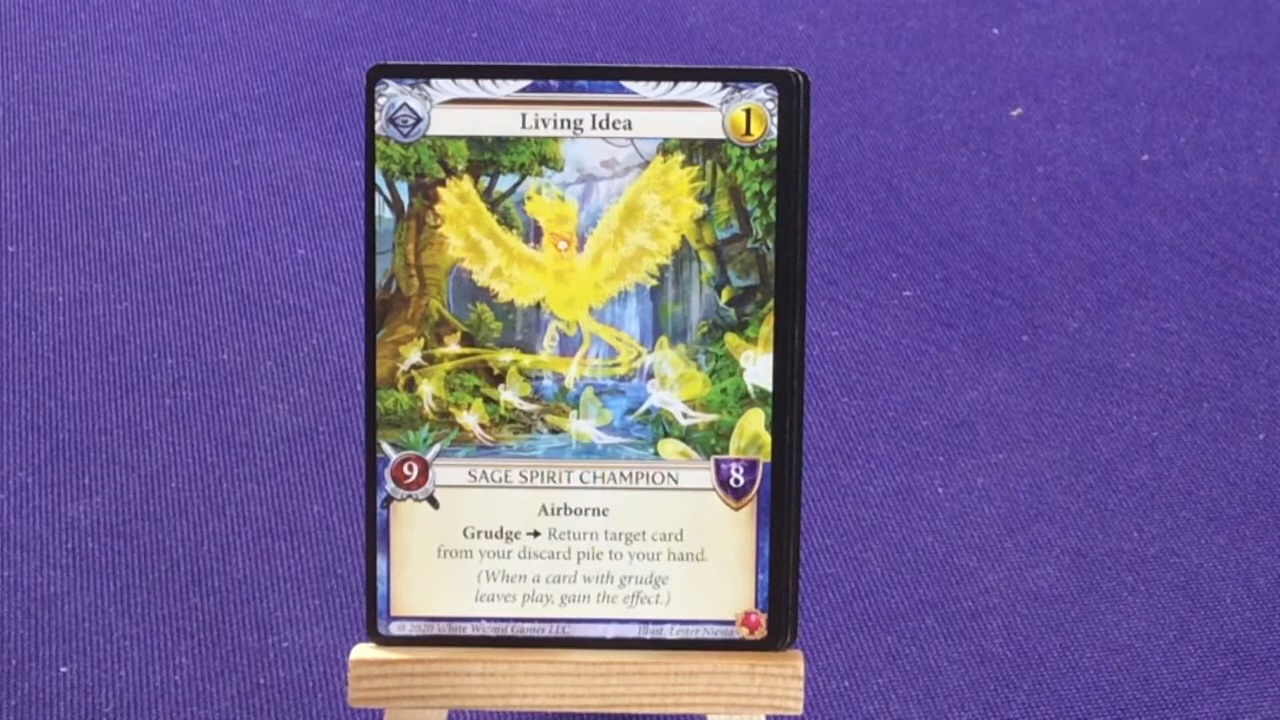 Living Idea
1
9
SAGE SPIRIT CHAMPION
8
Airborne
Grudge ➔ Return target card
from your discard pile to your hand.
(When a card with grudge
leaves play, gain the effect.)
© 2020 White Wizard Games LLC
Illust. Lester